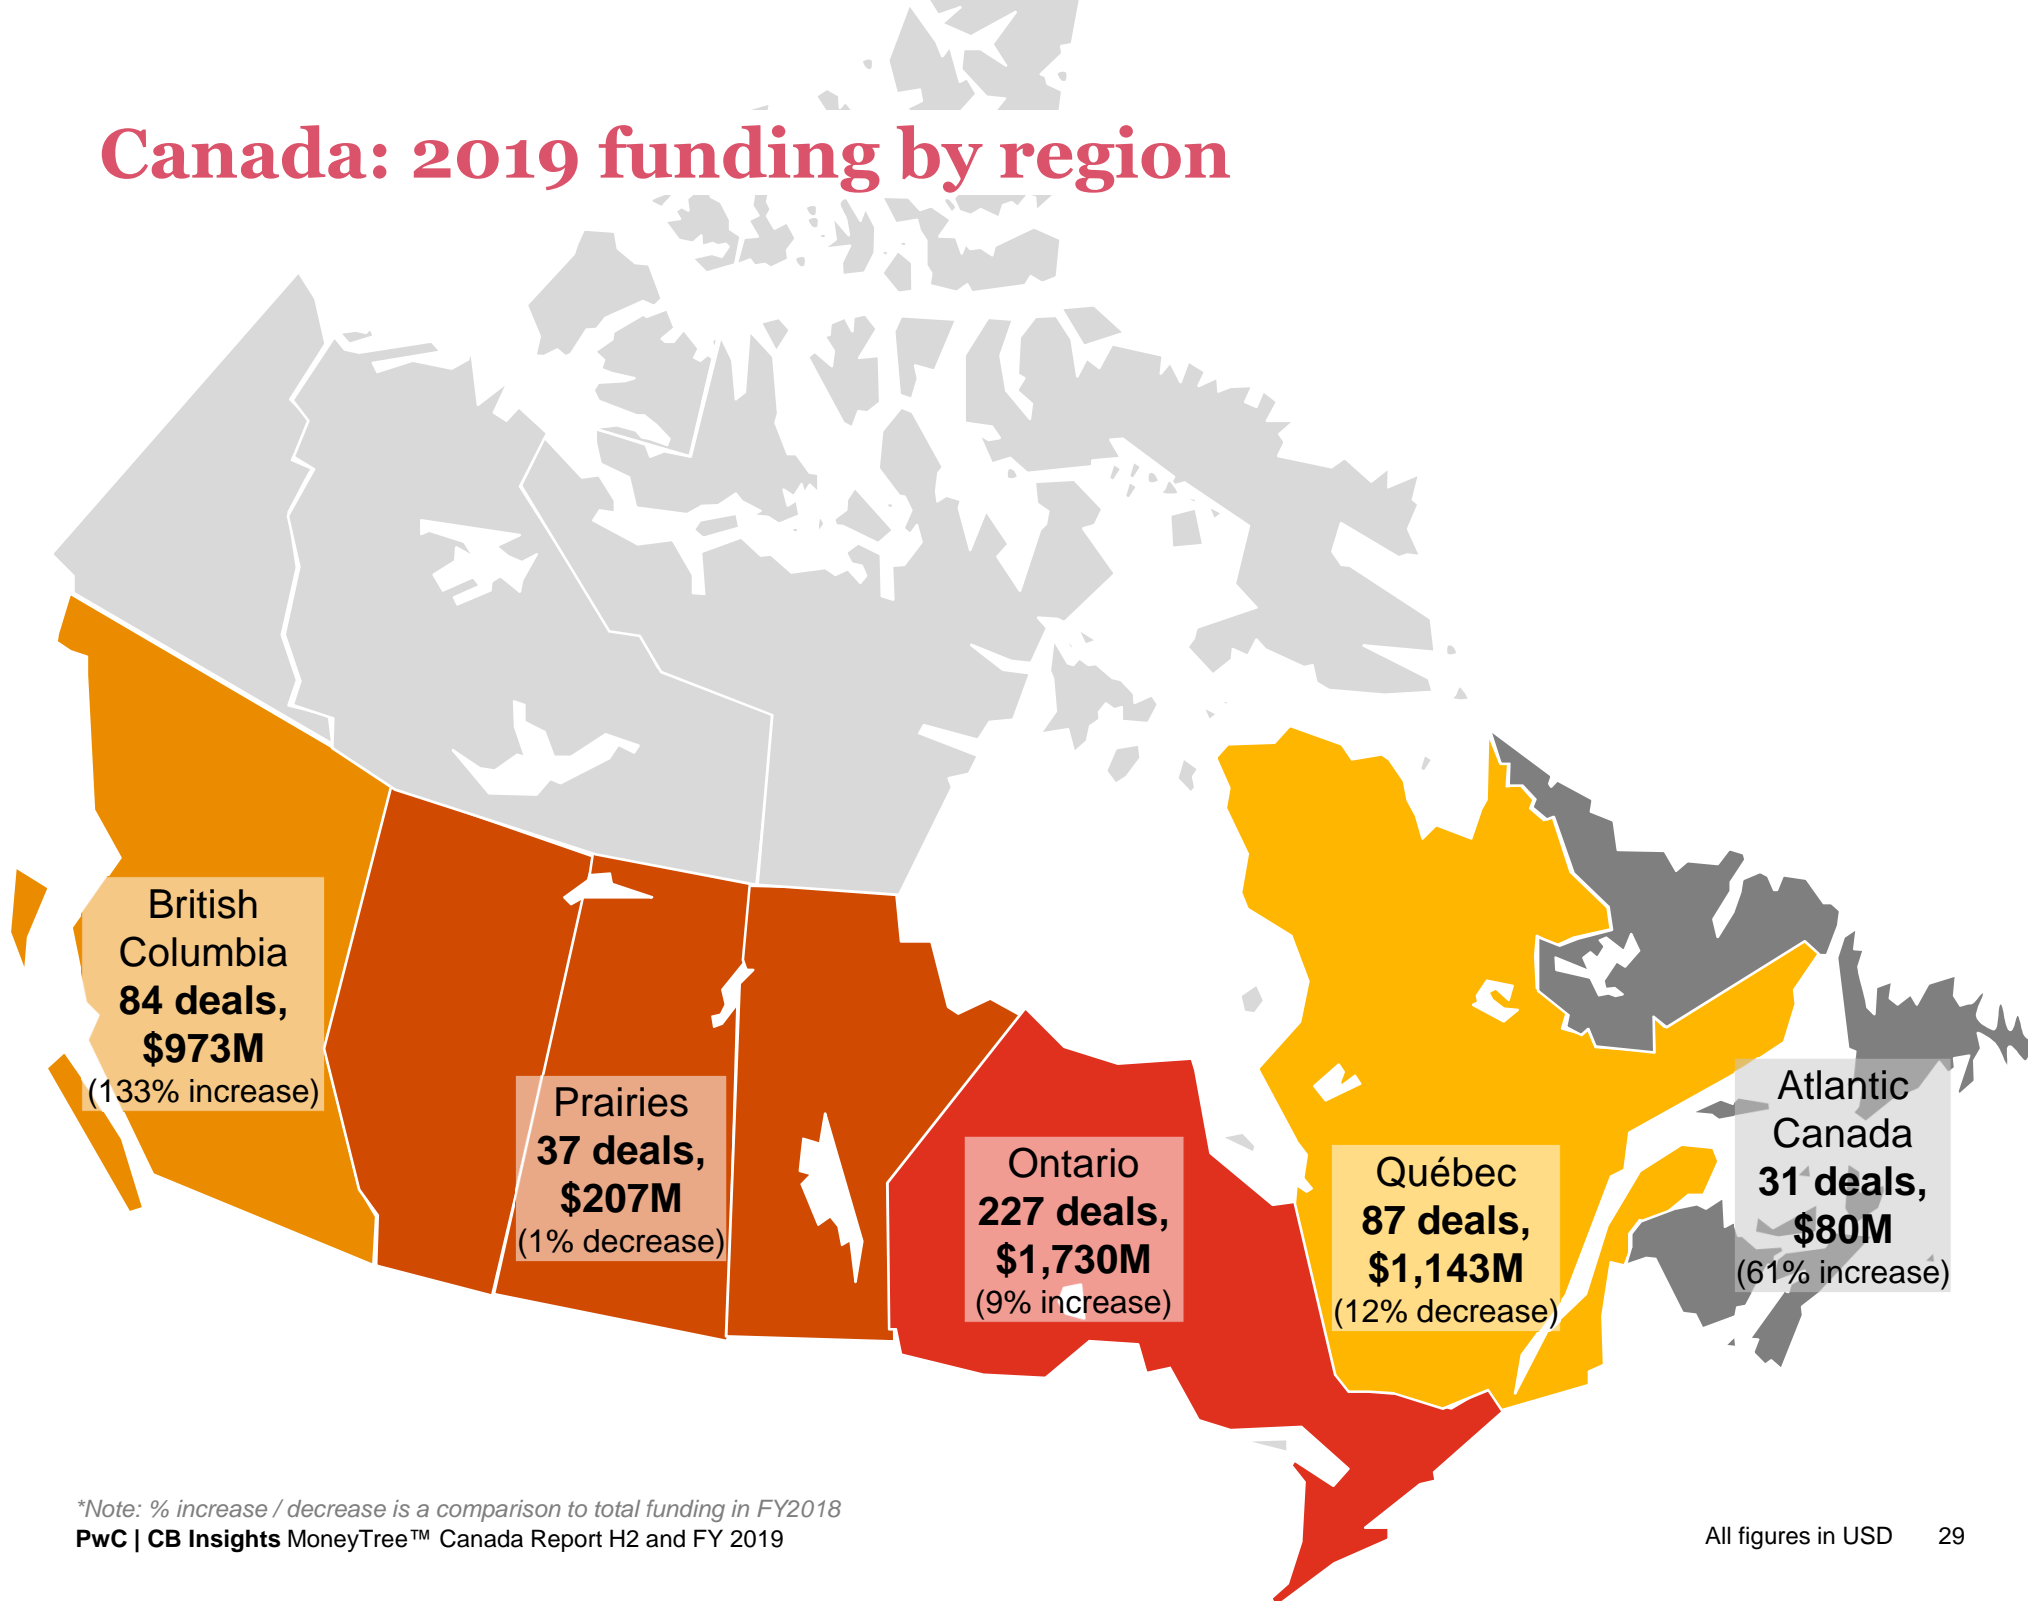 Canada: 2019 funding by region
British
Columbia
84 deals,
$973M
(133% increase)
Prairies
37 deals,
$207M
(1% decrease)
Ontario
227 deals,
$1,730M
(9% increase)
Québec
87 deals,
$1,143M
(12% decrease)
Atlantic
Canada
31 deals,
$80M
(61% increase)
*Note: % increase / decrease is a comparison to total funding in FY2018
PwC | CB Insights MoneyTree™ Canada Report H2 and FY 2019
All figures in USD 29